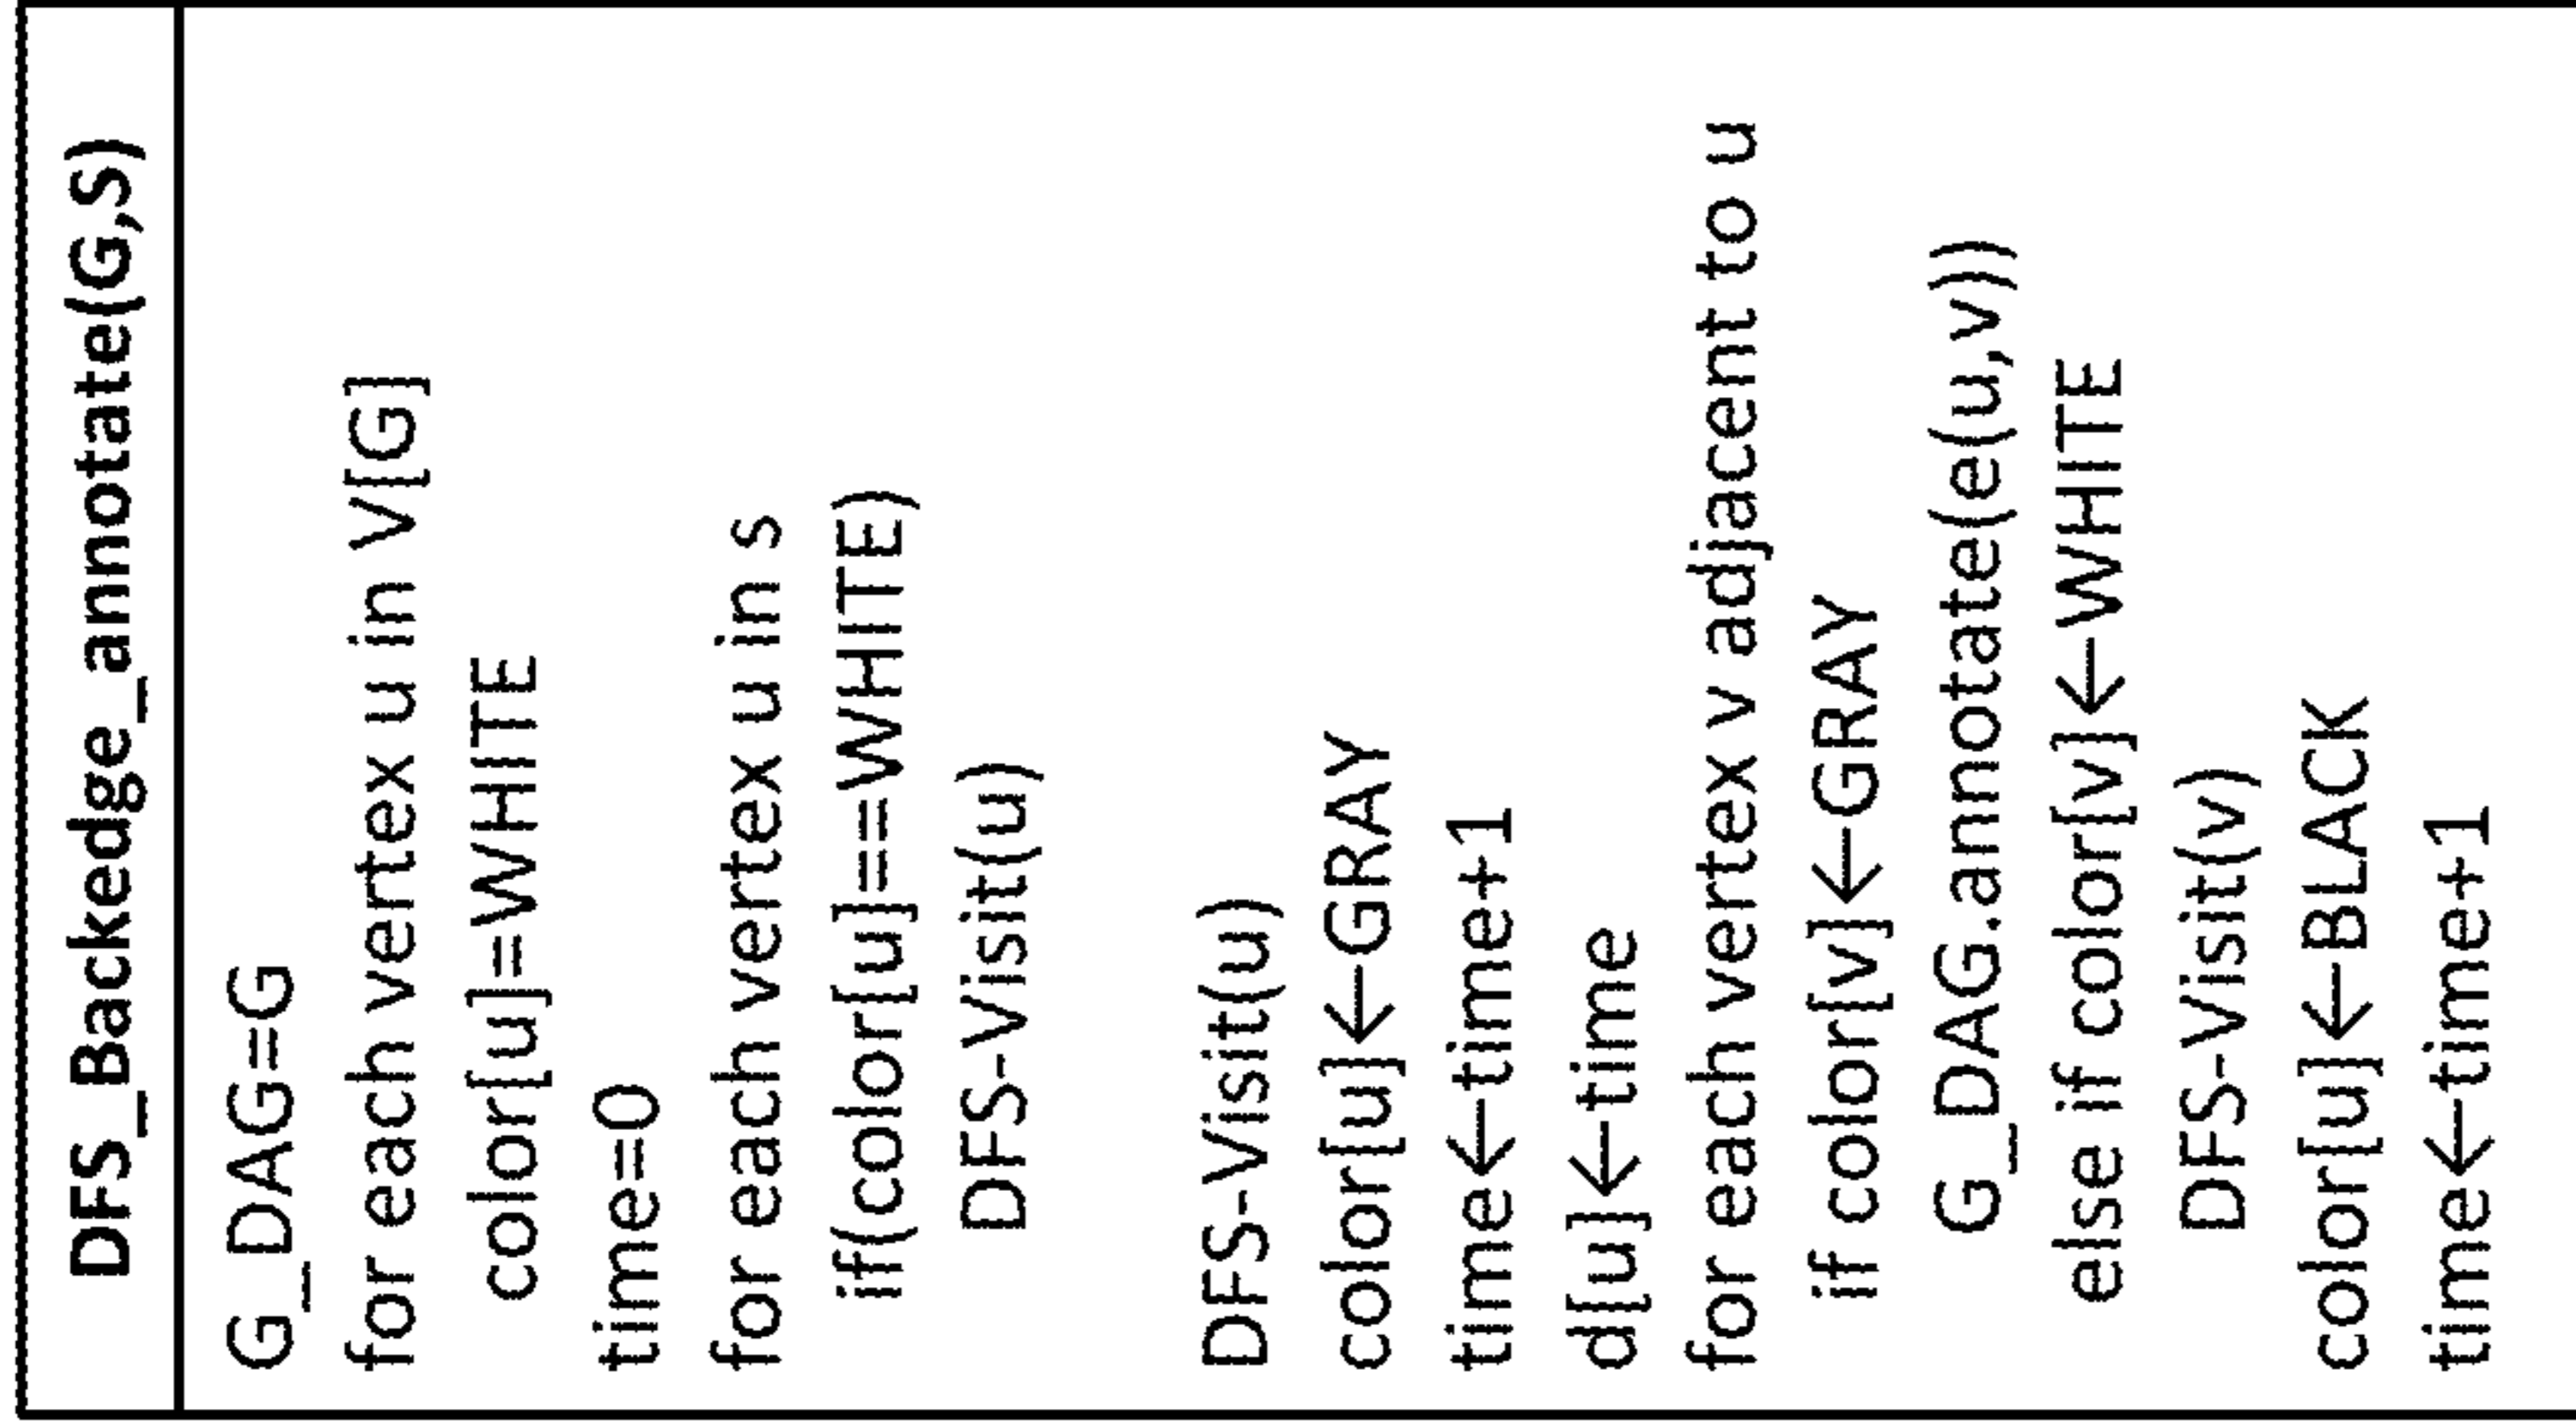 DFS_Backedge_annotate(G,S)
G_DAG=G
for each vertex u in V[G]
color[u]=WHITE
time=0
for each vertex u in s
if(color[u]==WHITE)
DFS-Visit(u)
DFS-Visit(u)
color[u]←GRAY
time←time+1
d[u]←time
for each vertex v adjacent to u
if color[v]←GRAY
G_DAG.annotate(e(u,v))
else if color[v]←WHITE
DFS-Visit(v)
color[u]←BLACK
time←time+1